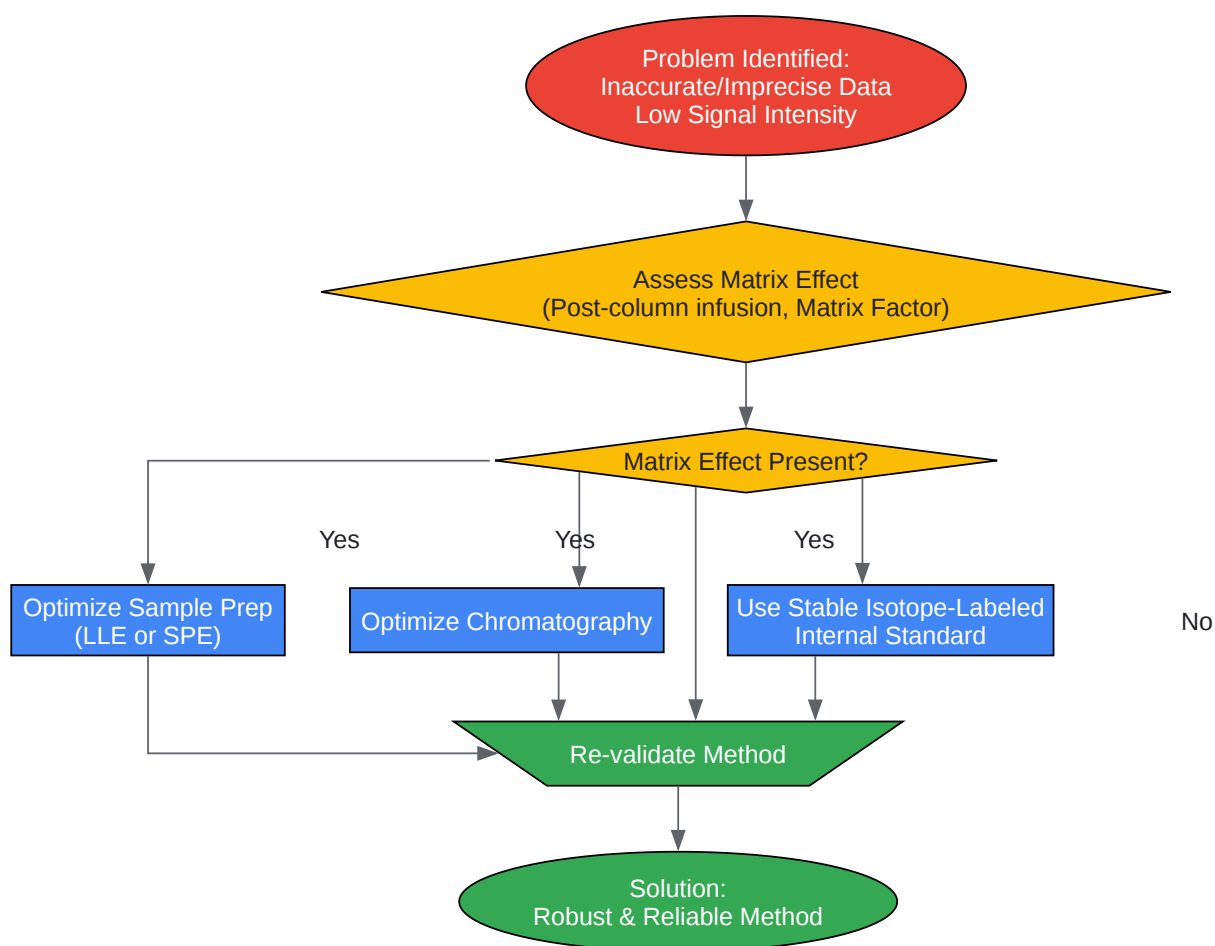 Problem Identified:
Inaccurate/Imprecise Data
Low Signal Intensity
Assess Matrix Effect
(Post-column infusion, Matrix Factor)
Matrix Effect Present?
Yes
Yes
Yes
Optimize Sample Prep
(LLE or SPE)
Optimize Chromatography
Use Stable Isotope-Labeled
Internal Standard
No
Re-validate Method
Solution:
Robust & Reliable Method